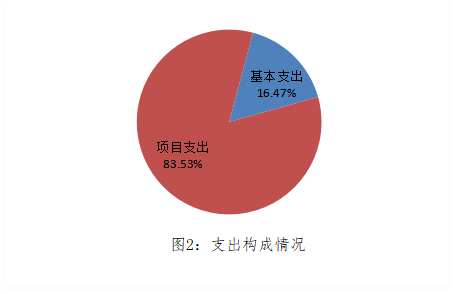 基本支出
16.47%
项目支出
83.53%
图2：支出构成情况